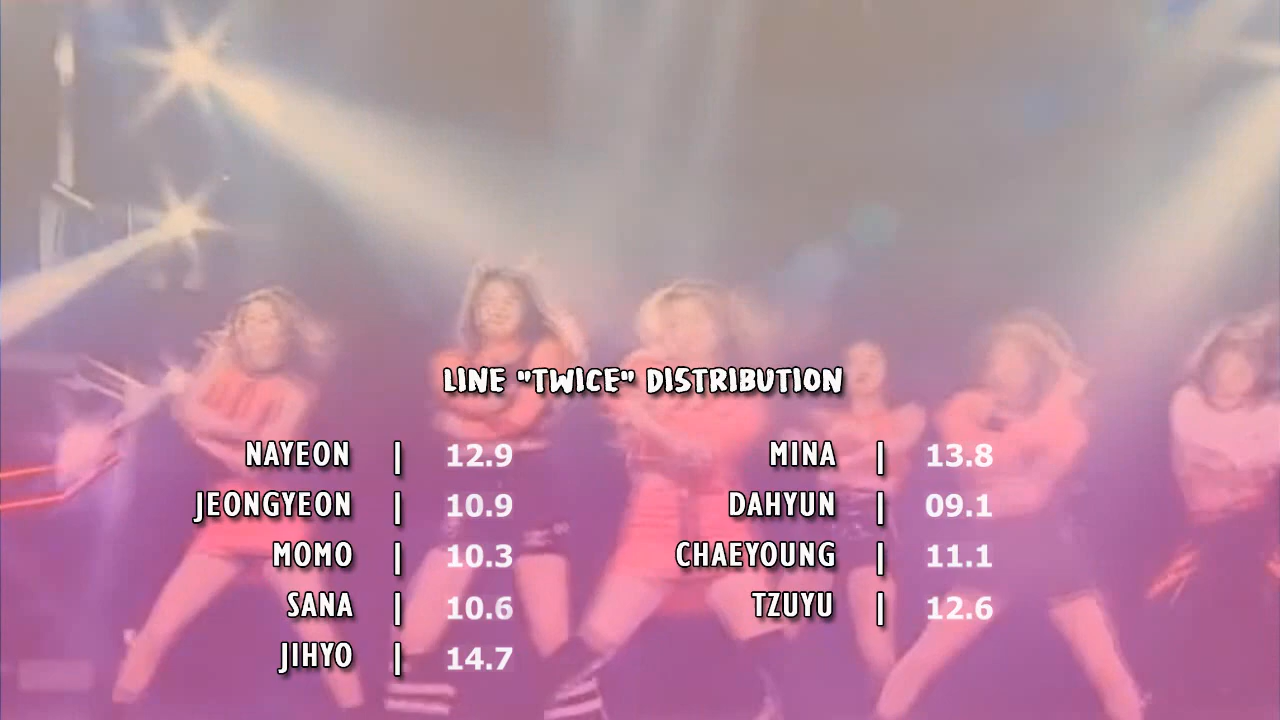 LINE "TWICE" DISTRIBUTION
NAYEON | 12.9
JEONGYEON | 10.9
MOMO | 10.3
SANA | 10.6
JIHYO | 14.7
MINA | 13.8
DAHYUN | 09.1
CHAEYOUNG | 11.1
TZUYU | 12.6